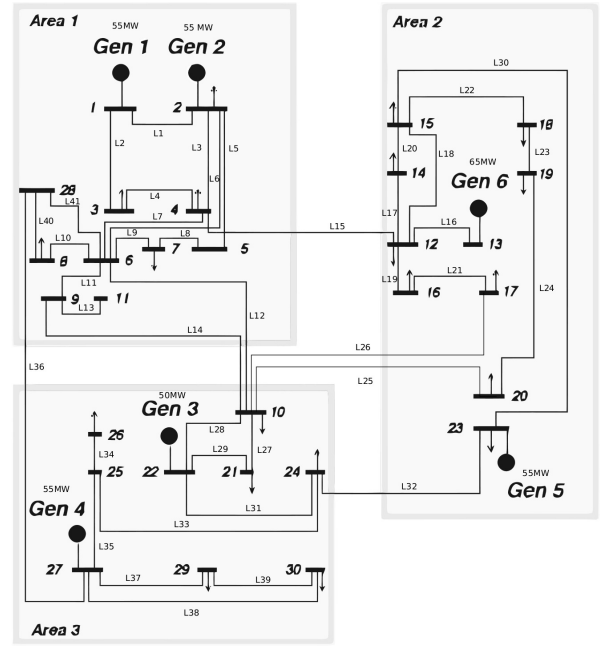 Area 1
55MW
55 MW
Gen 1
Gen 2
1
2
L1
L2
L3
L5
L6
L4
3
4
L7
28
L41
L40
L10
L9
L8
8
6
7
5
L11
9
11
L13
L12
L14
L15
L36
Area 2
L30
L22
15
18
L20
L18
L23
14
65MW
19
Gen 6
L17
L16
12
13
L19
L21
16
17
L24
L26
L25
20
23
55MW
Gen 5
L32
50MW
Gen 3
10
L28
26
L34
L29
L27
25
22
21
24
L31
55MW
Gen 4
L33
L35
27
29
30
L37
L39
L38
Area 3